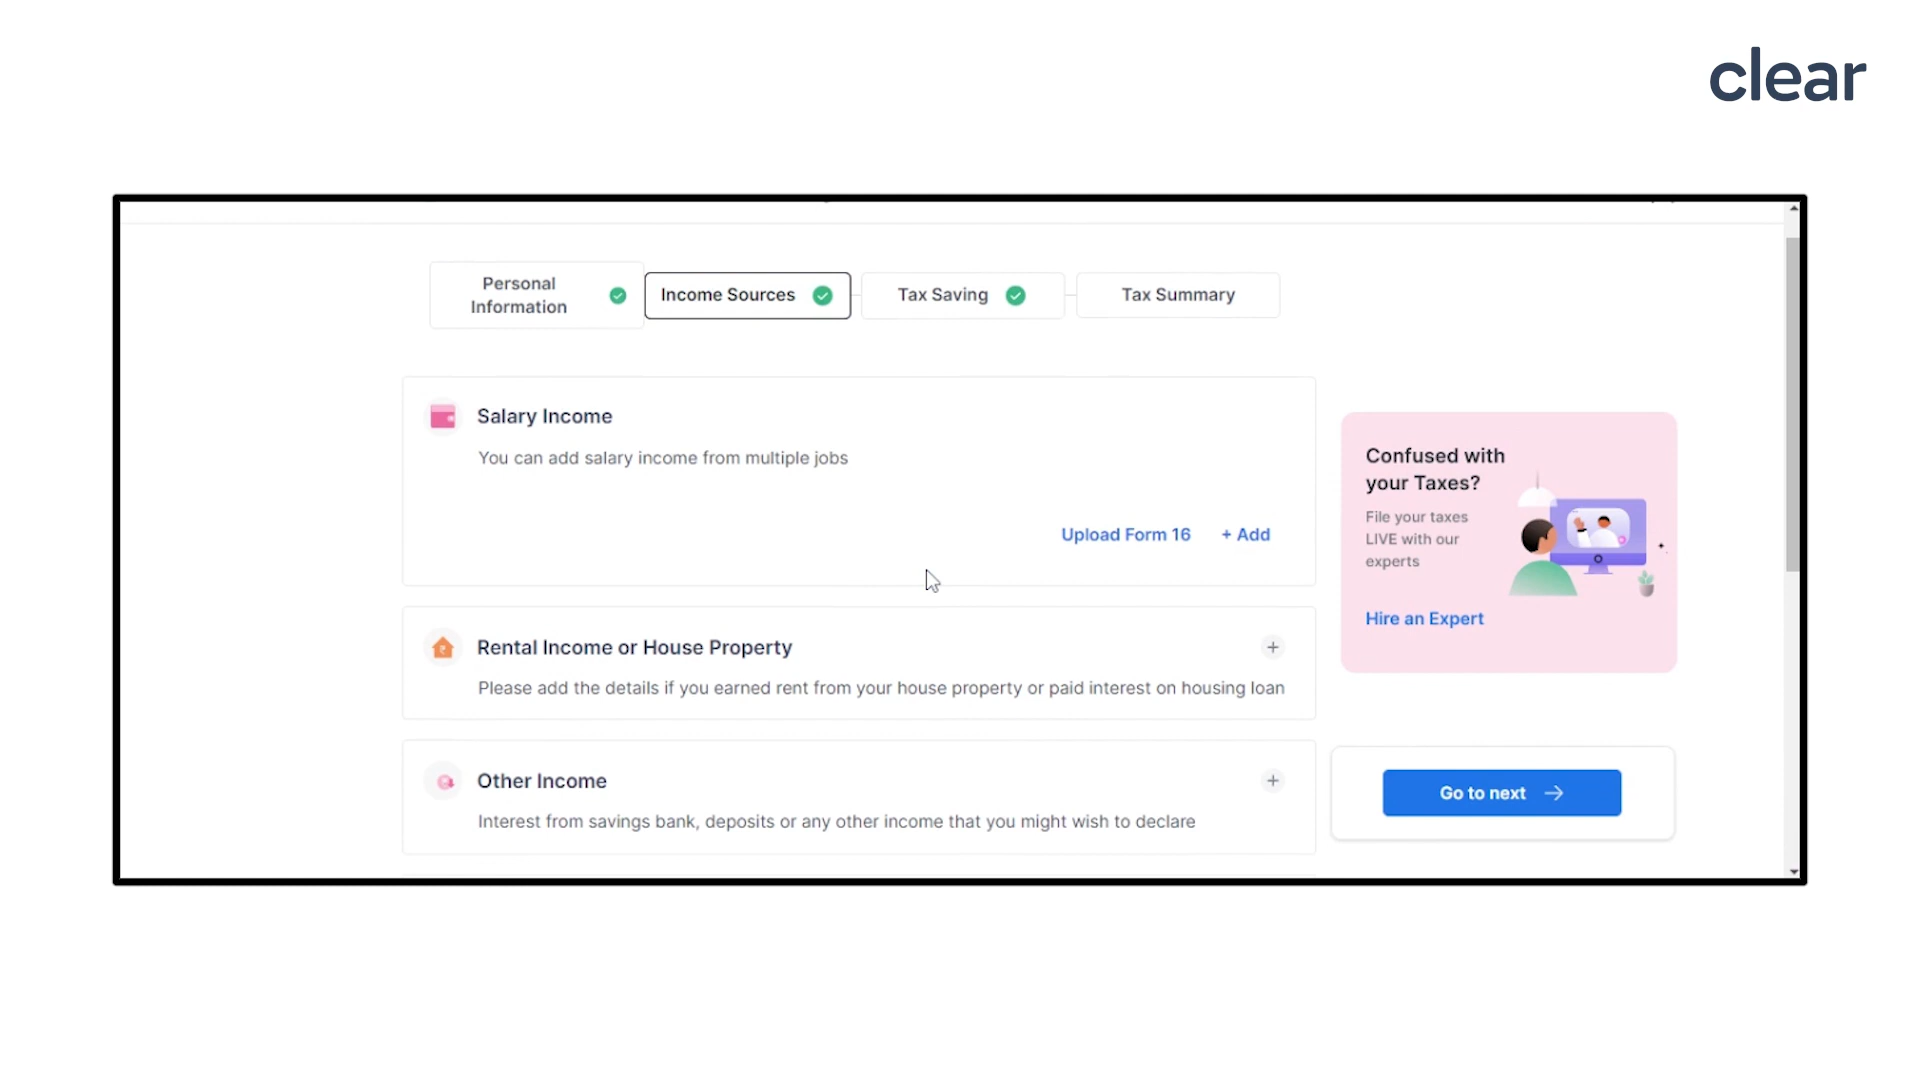 clear
Personal
Information
Income Sources
Tax Saving
Tax Summary
Salary Income
You can add salary income from multiple jobs
Upload Form 16
+ Add
Rental Income or House Property
Please add the details if you earned rent from your house property or paid interest on housing loan
Other Income
Interest from savings bank, deposits or any other income that you might wish to declare
Confused with
your Taxes?
File your taxes
LIVE with our
experts
Hire an Expert
Go to next